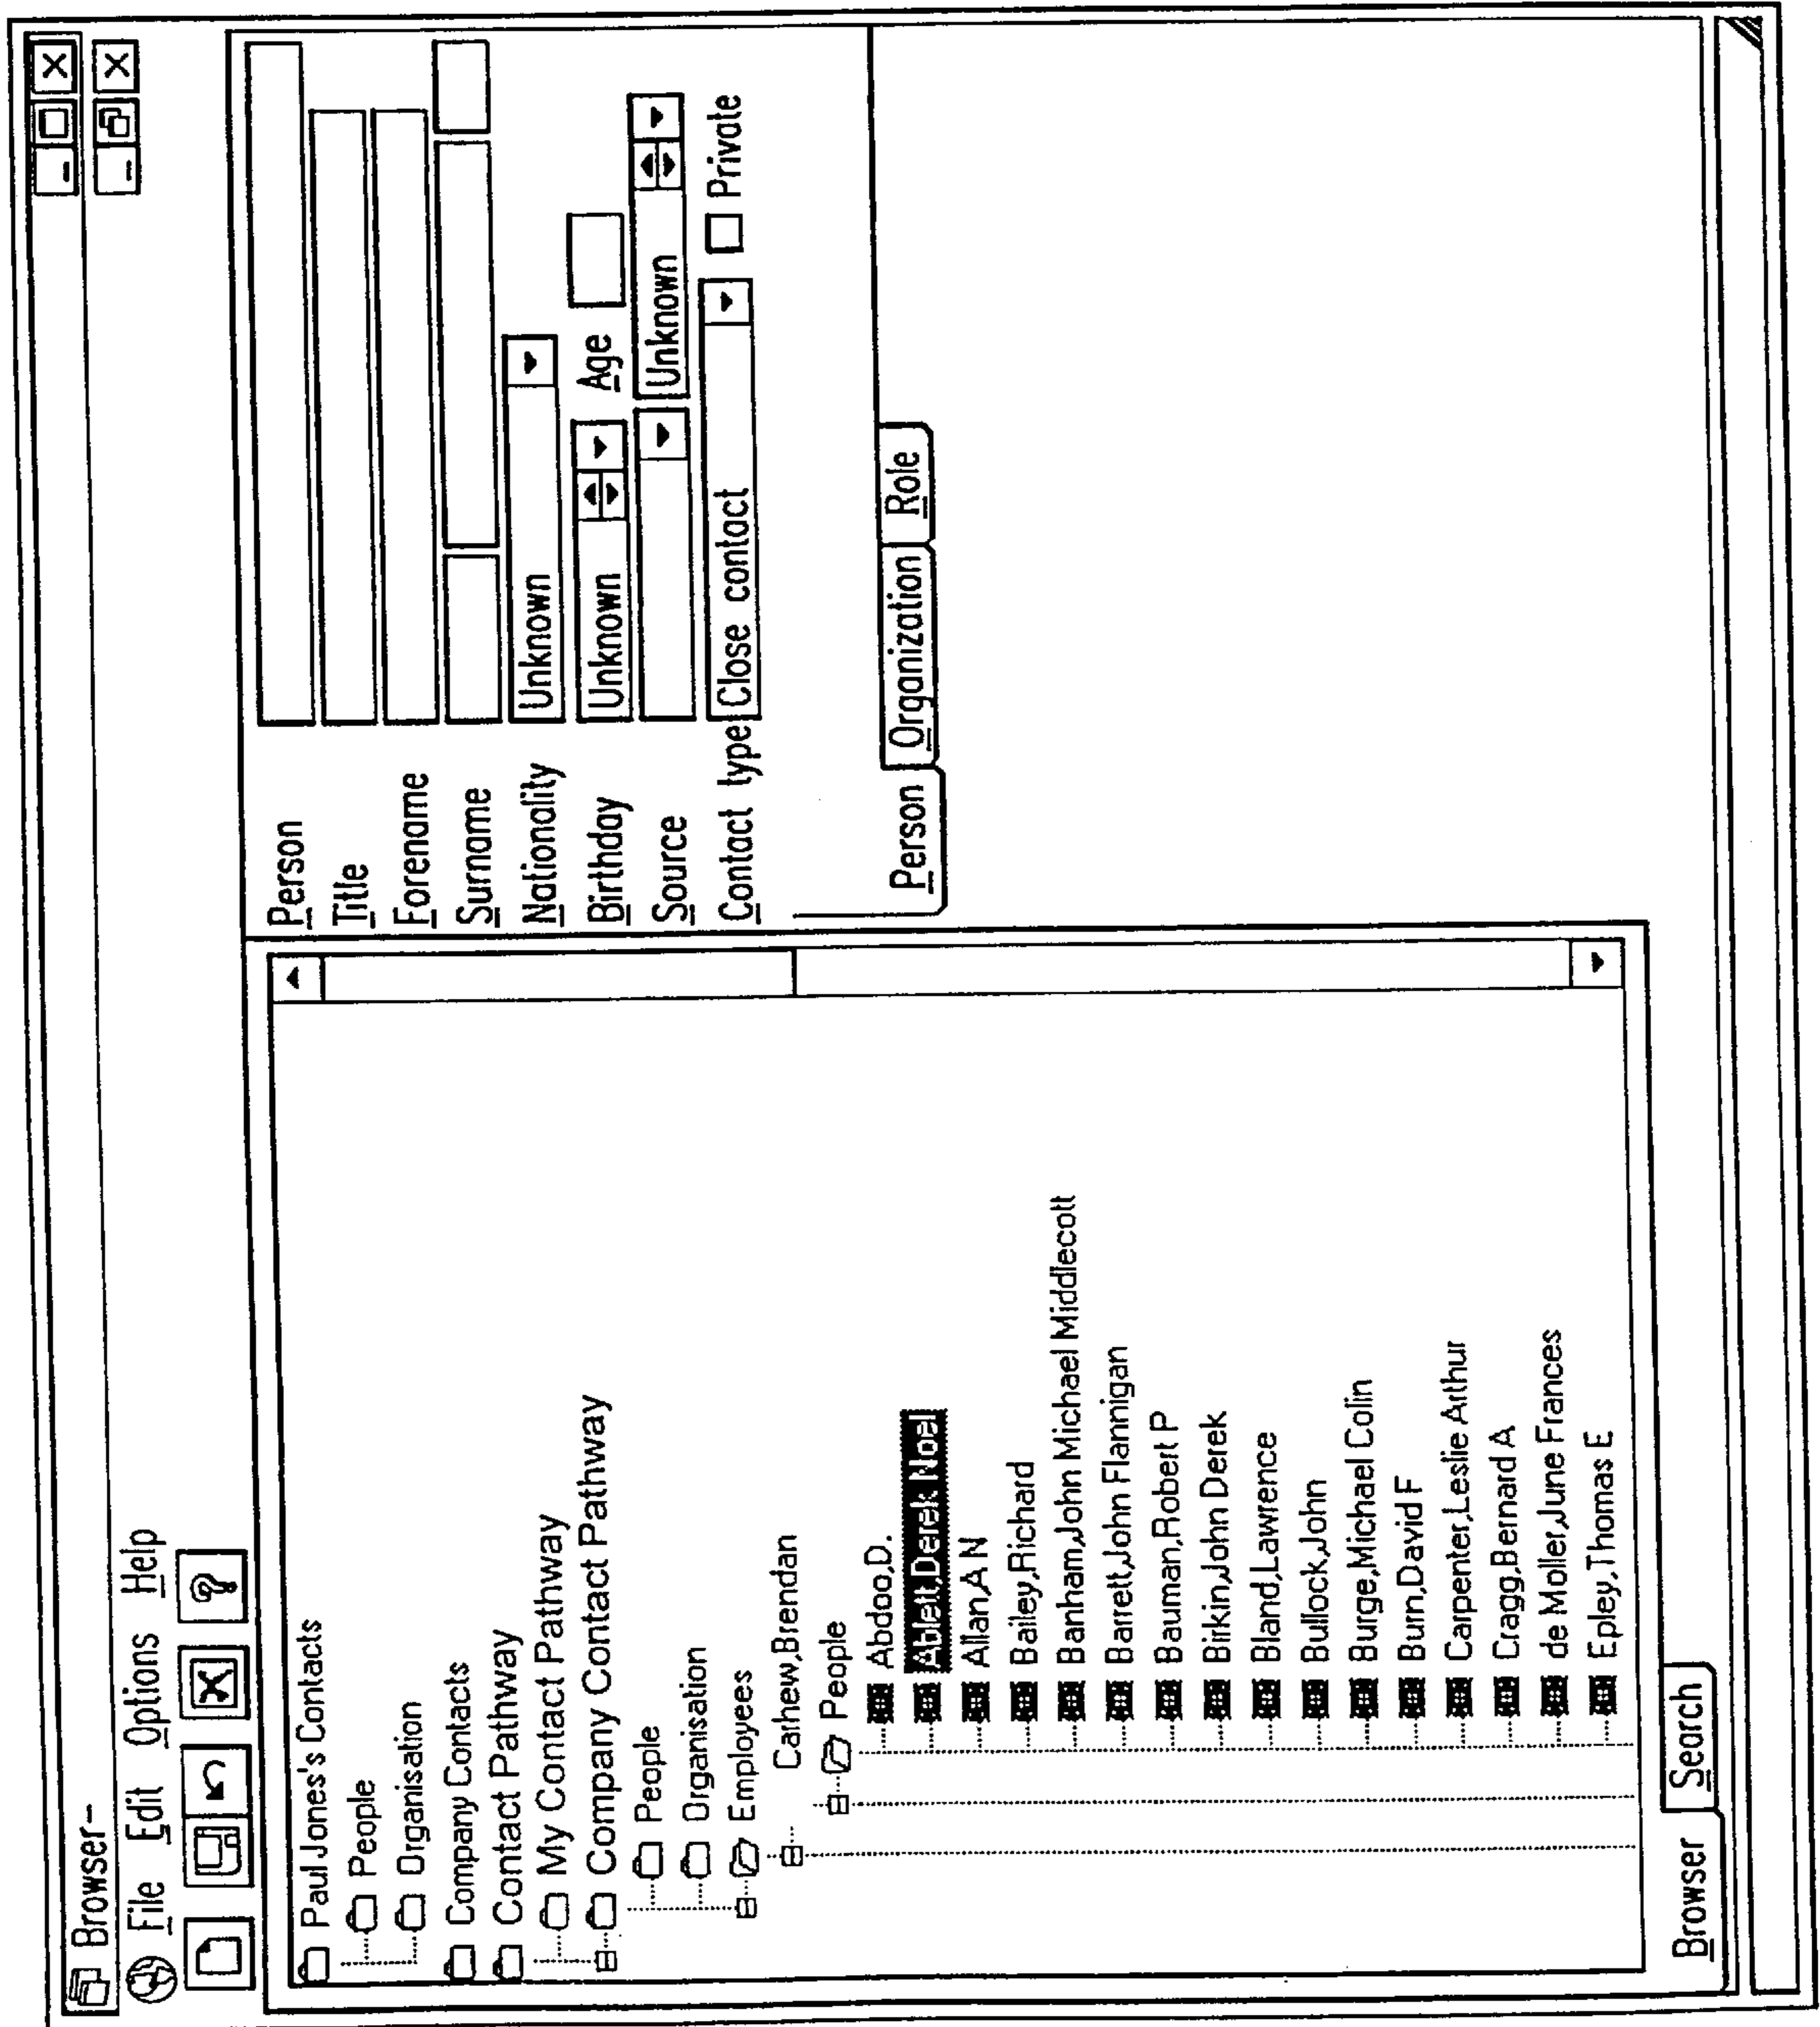 Browser-
File Edit Options Help
Paul Jones's Contacts
People
Organisation
Company Contacts
Contact Pathway
My Contact Pathway
Company Contact Pathway
People
Organisation
Employees
Carhew,Brendan
People
Abdoo,D.
Ablett,Derek Noel
Allan,A N
Bailey,Richard
Banham,John Michael Middlecott
Barrett,John Flannigan
Bauman,Robert P
Birkin,John Derek
Bland,Lawrence
Bullock,John
Burge,Michael Colin
Burn,David F
Carpenter,Leslie Arthur
Cragg,Bernard A
de Moller,June Frances
Epley,Thomas E
Browser Search
Person
Title
Forename
Surname
Nationality Unknown
Birthday Unknown Age
Source Unknown
Contact type Close contact Private
Person Organization Role